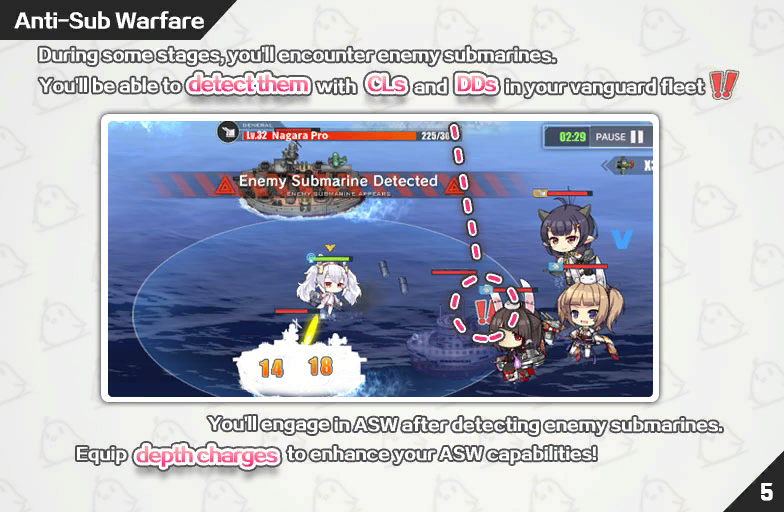 Anti-Sub Warfare
During some stages, you'll encounter enemy submarines.
You'll be able to detect them with CLs and DDs in your vanguard fleet !!
GENERAL
Lv.32 Nagara Pro
225/30
02:29 PAUSE
X
Enemy Submarine Detected
ENEMY SUBMARINE APPEARS
V
!!
14 18
You'll engage in ASW after detecting enemy submarines.
Equip depth charges to enhance your ASW capabilities!
5